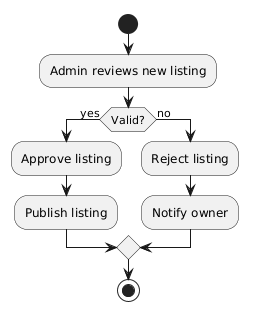 Admin reviews new listing
Valid?
yes
no
Approve listing
Reject listing
Publish listing
Notify owner